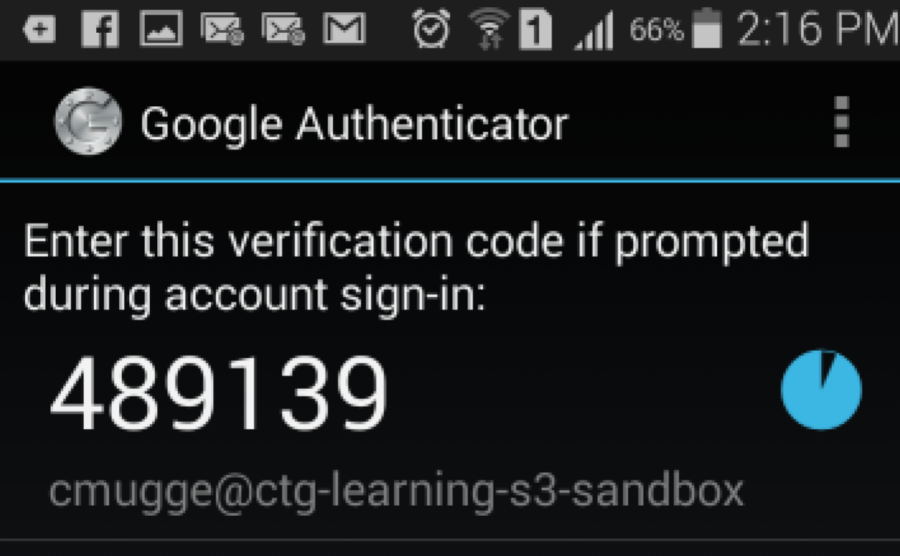 1 66% 2:16 PM
Google Authenticator
Enter this verification code if prompted
during account sign-in:
489139
cmugge@ctg-learning-s3-sandbox